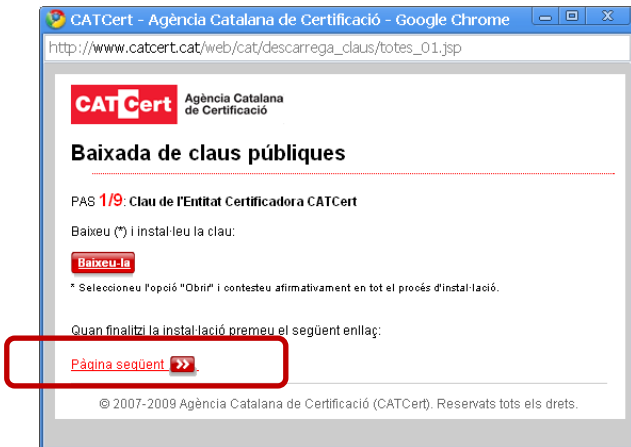 CATCert - Agència Catalana de Certificació - Google Chrome
http://www.catcert.cat/web/cat/descarrega_claus/totes_01.jsp
CATCert Agència Catalana
de Certificació
Baixada de claus públiques
PAS 1/9: Clau de l'Entitat Certificadora CATCert
Baixeu (*) i instal·leu la clau:
Baixeu-la
* Seleccioneu l'opció "Obrir" i contesteu afirmativament en tot el procés d'instal·lació.
Quan finalitzi la instal·lació premeu el següent enllaç:
Pàgina següent
© 2007-2009 Agència Catalana de Certificació (CATCert). Reservats tots els drets.